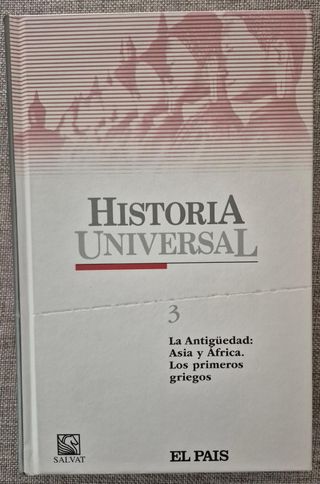 HISTORIA
UNIVERSAL
3
La Antigüedad:
Asia y África.
Los primeros
griegos
SALVAT
EL PAIS